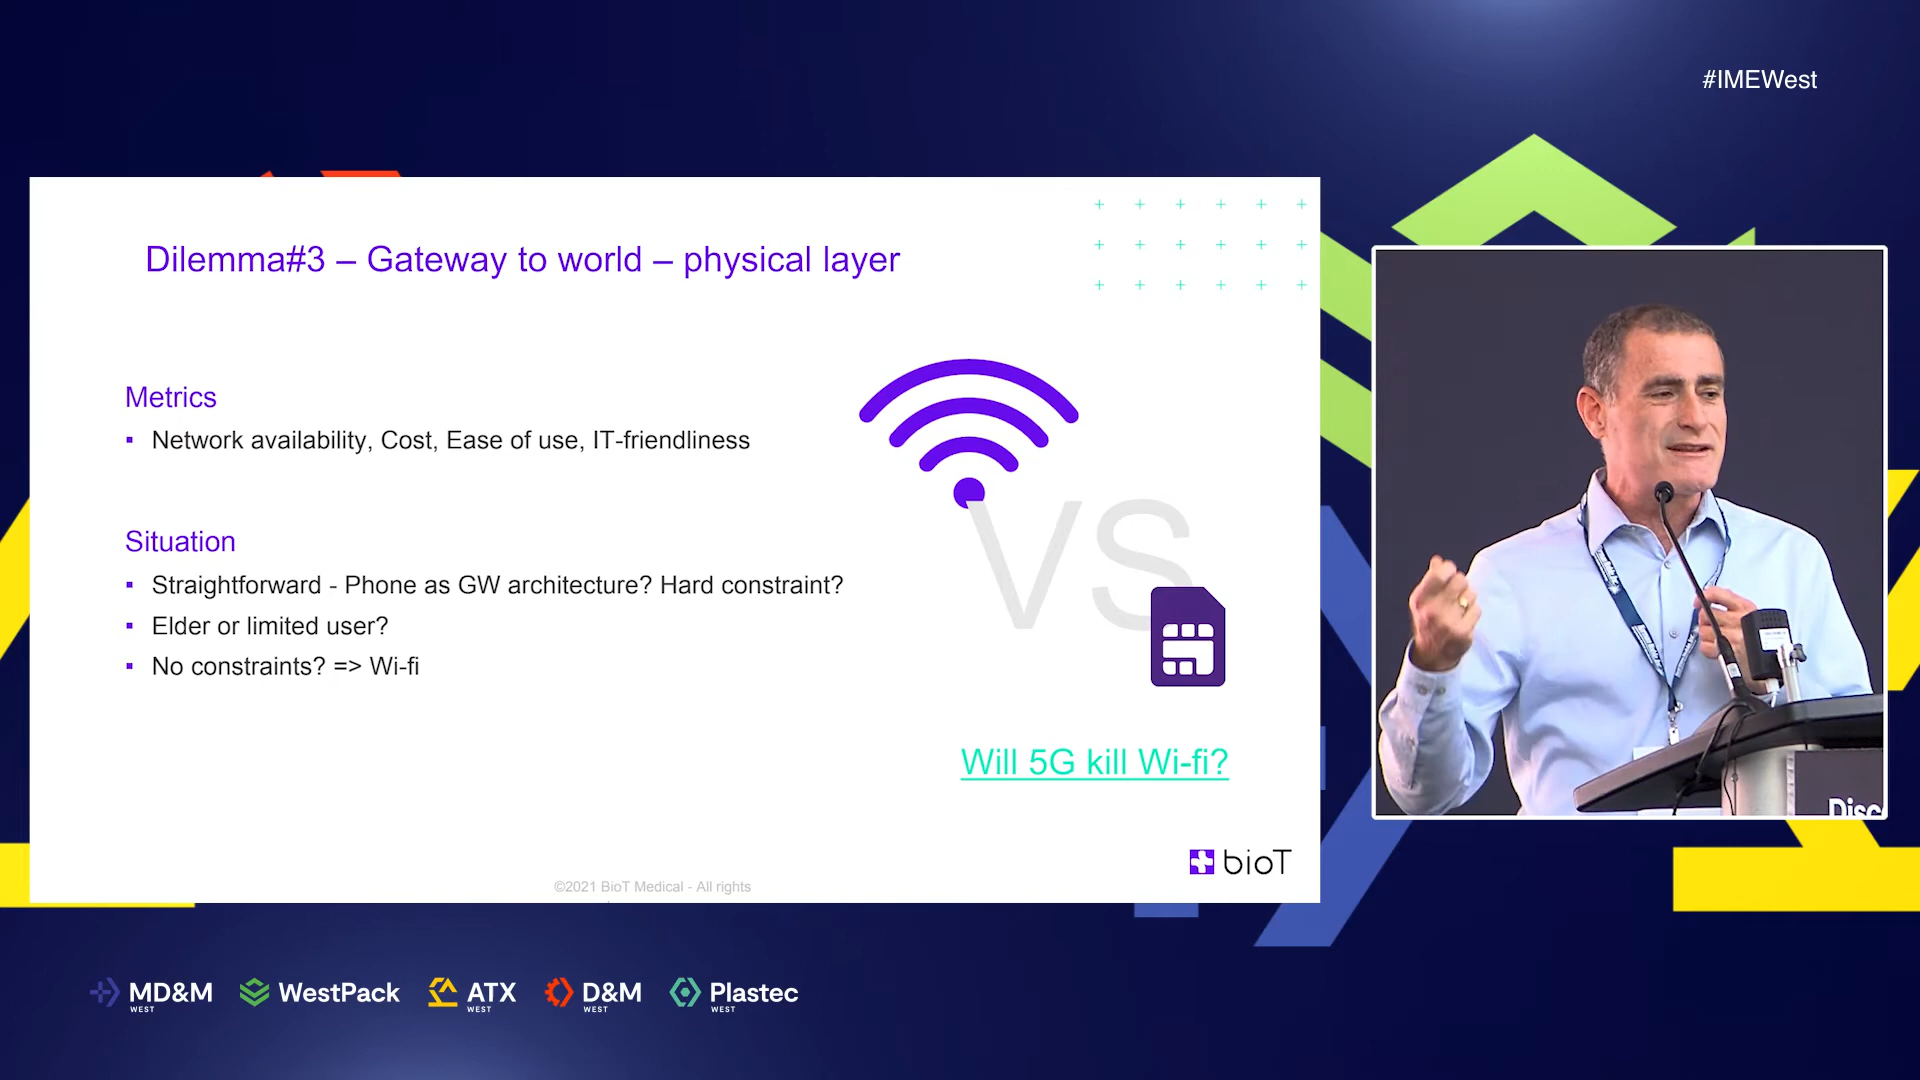 #IMEWest
Dilemma#3 – Gateway to world – physical layer
Metrics
▪ Network availability, Cost, Ease of use, IT-friendliness
Situation
▪ Straightforward - Phone as GW architecture? Hard constraint?
▪ Elder or limited user?
▪ No constraints? => Wi-fi
VS
Will 5G kill Wi-fi?
bioT
©2021 BioT Medical - All rights
Disc
MD&M
WEST
WestPack
ATX
WEST
D&M
WEST
Plastec
WEST